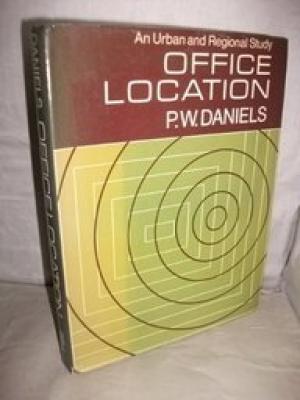 An Urban and Regional Study
OFFICE
LOCATION
P.W. DANIELS
P.W. DANIELS OFFICE LOCATION